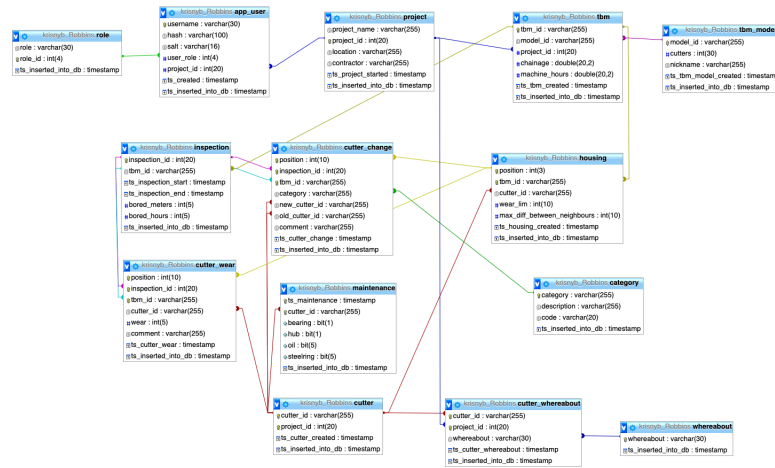 krisnyb_Robbins role
role : varchar(30)
role_id : int(4)
ts_inserted_into_db : timestamp
krisnyb_Robbins app_user
username : varchar(30)
hash : varchar(100)
salt : varchar(16)
user_role : int(4)
project_id : int(20)
ts_created : timestamp
ts_inserted_into_db : timestamp
krisnyb_Robbins project
project_name : varchar(255)
project_id : int(20)
location : varchar(255)
contractor : varchar(255)
ts_project_started : timestamp
ts_inserted_into_db : timestamp
krisnyb_Robbins tbm
tbm_id : varchar(255)
model_id : varchar(255)
project_id : int(20)
chainage : double(20,2)
machine_hours : double(20,2)
ts_tbm_created : timestamp
ts_inserted_into_db : timestamp
krisnyb_Robbins tbm_mode
model_id : varchar(255)
cutters : int(30)
nickname : varchar(255)
ts_tbm_model_created : timestam
ts_inserted_into_db : timestamp
krisnyb_Robbins inspection
inspection_id : int(20)
tbm_id : varchar(255)
ts_inspection_start : timestamp
ts_inspection_end : timestamp
bored_meters : int(5)
bored_hours : int(5)
ts_inserted_into_db : timestamp
krisnyb_Robbins cutter_change
position : int(10)
inspection_id : int(20)
tbm_id : varchar(255)
category : varchar(255)
new_cutter_id : varchar(255)
old_cutter_id : varchar(255)
comment : varchar(255)
ts_cutter_change : timestamp
ts_inserted_into_db : timestamp
krisnyb_Robbins housing
position : int(3)
tbm_id : varchar(255)
cutter_id : varchar(255)
wear_lim : int(10)
max_diff_between_neighbours : int(10)
ts_housing_created : timestamp
ts_inserted_into_db : timestamp
krisnyb_Robbins cutter_wear
position : int(10)
inspection_id : int(20)
tbm_id : varchar(255)
cutter_id : varchar(255)
wear : int(5)
comment : varchar(255)
ts_cutter_wear : timestamp
ts_inserted_into_db : timestamp
krisnyb_Robbins maintenance
ts_maintenance : timestamp
cutter_id : varchar(255)
bearing : bit(1)
hub : bit(1)
oil : bit(5)
steelring : bit(5)
ts_inserted_into_db : timestamp
krisnyb_Robbins category
category : varchar(255)
description : varchar(255)
code : varchar(20)
ts_inserted_into_db : timestamp
krisnyb_Robbins cutter
cutter_id : varchar(255)
project_id : int(20)
ts_cutter_created : timestamp
ts_inserted_into_db : timestamp
krisnyb_Robbins cutter_whereabout
cutter_id : varchar(255)
project_id : int(20)
whereabout : varchar(30)
ts_cutter_whereabout : timestamp
ts_inserted_into_db : timestamp
krisnyb_Robbins whereabout
whereabout : varchar(30)
ts_inserted_into_db : timestamp